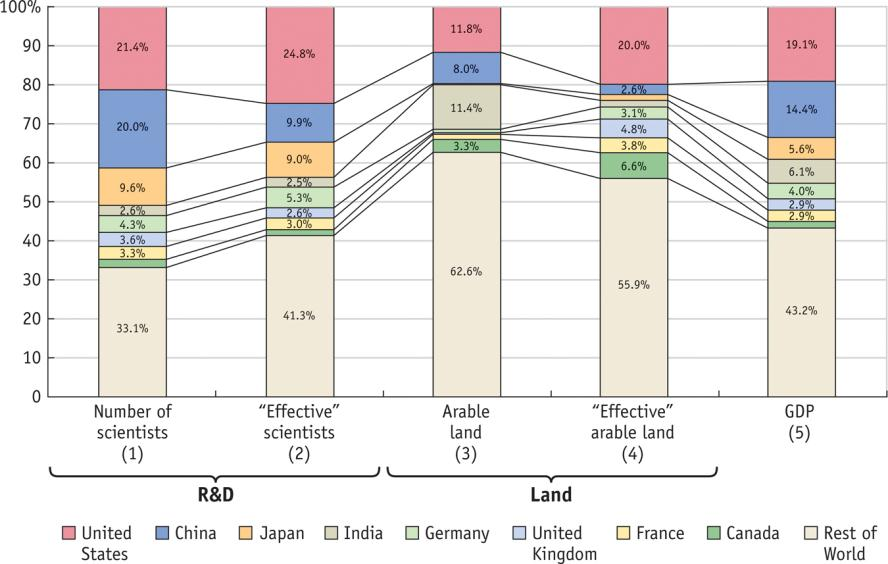 100%
90
80
70
60
50
40
30
20
10
0
21.4%
20.0%
9.6%
2.6%
4.3%
3.6%
3.3%
33.1%
24.8%
9.9%
9.0%
2.5%
5.3%
2.6%
3.0%
41.3%
11.8%
8.0%
11.4%
3.3%
62.6%
20.0%
2.6%
3.1%
4.8%
3.8%
6.6%
55.9%
19.1%
14.4%
5.6%
6.1%
4.0%
2.9%
2.9%
43.2%
Number of
scientists
(1)
“Effective”
scientists
(2)
Arable
land
(3)
“Effective”
arable land
(4)
GDP
(5)
R&D
Land
United
States
China
Japan
India
Germany
United
Kingdom
France
Canada
Rest of
World